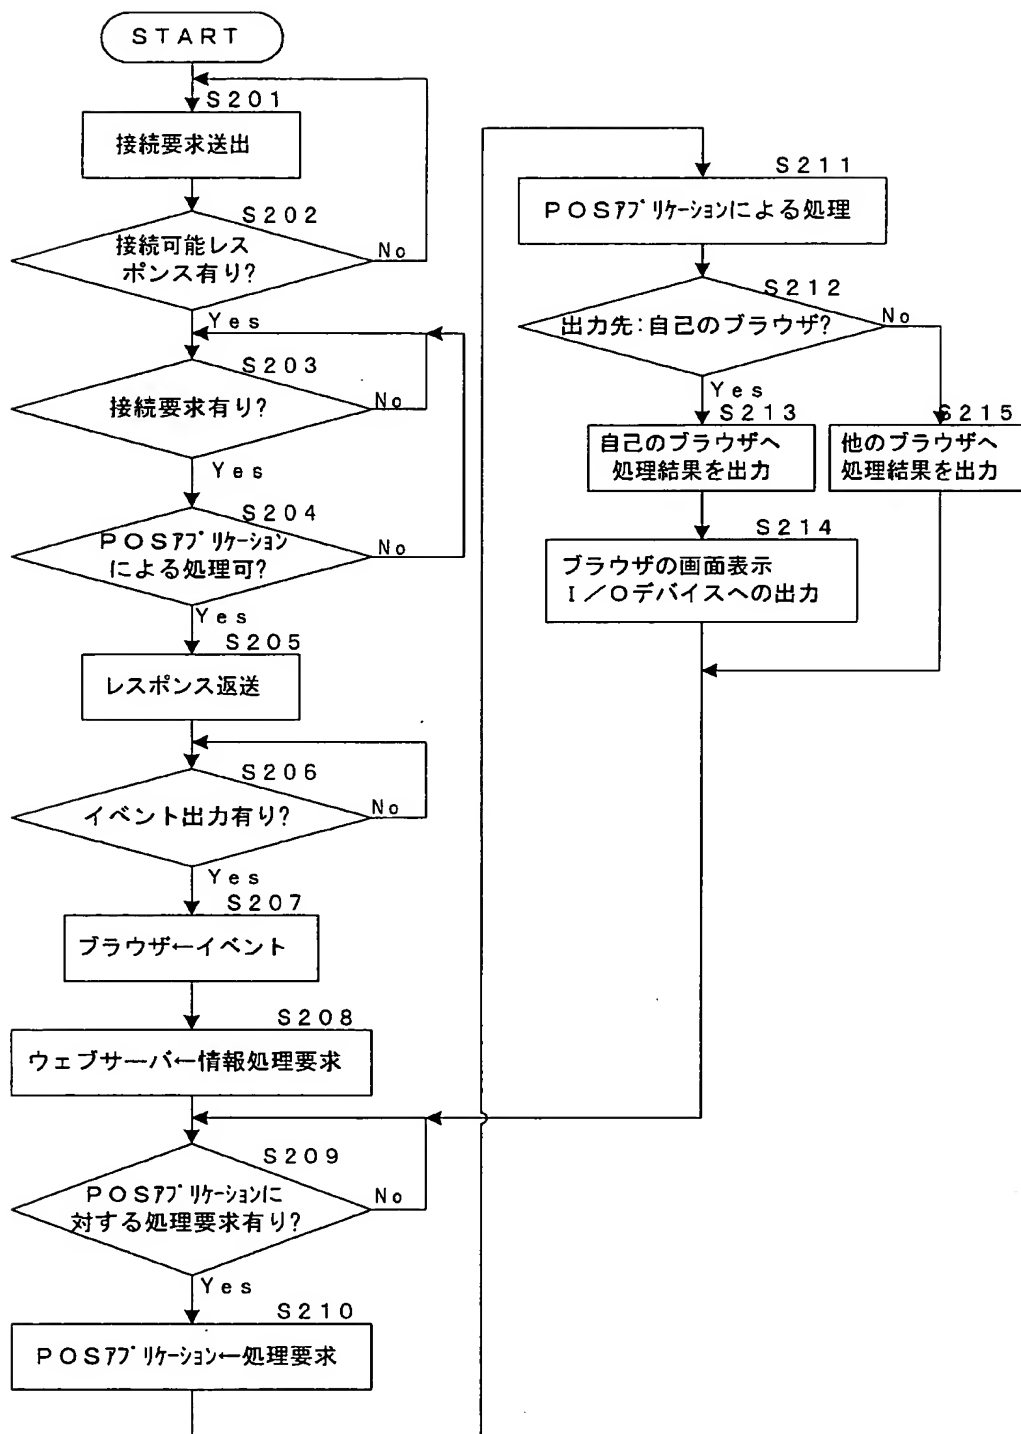 START
S201
接続要求送出
S202
接続可能レス
ポンス有り?
No
Yes
S203
接続要求有り?
No
Yes
S204
POSアプリケーション
による処理可?
No
Yes
S205
レスポンス返送
S206
イベント出力有り?
No
Yes
S207
ブラウザ←イベント
S208
ウェブサーバ←情報処理要求
S209
POSアプリケーションに
対する処理要求有り?
No
Yes
S210
POSアプリケーション←処理要求
S211
POSアプリケーションによる処理
S212
出力先:自己のブラウザ?
No
Yes
S213
自己のブラウザへ
処理結果を出力
S215
他のブラウザへ
処理結果を出力
S214
ブラウザの画面表示
I/Oデバイスへの出力